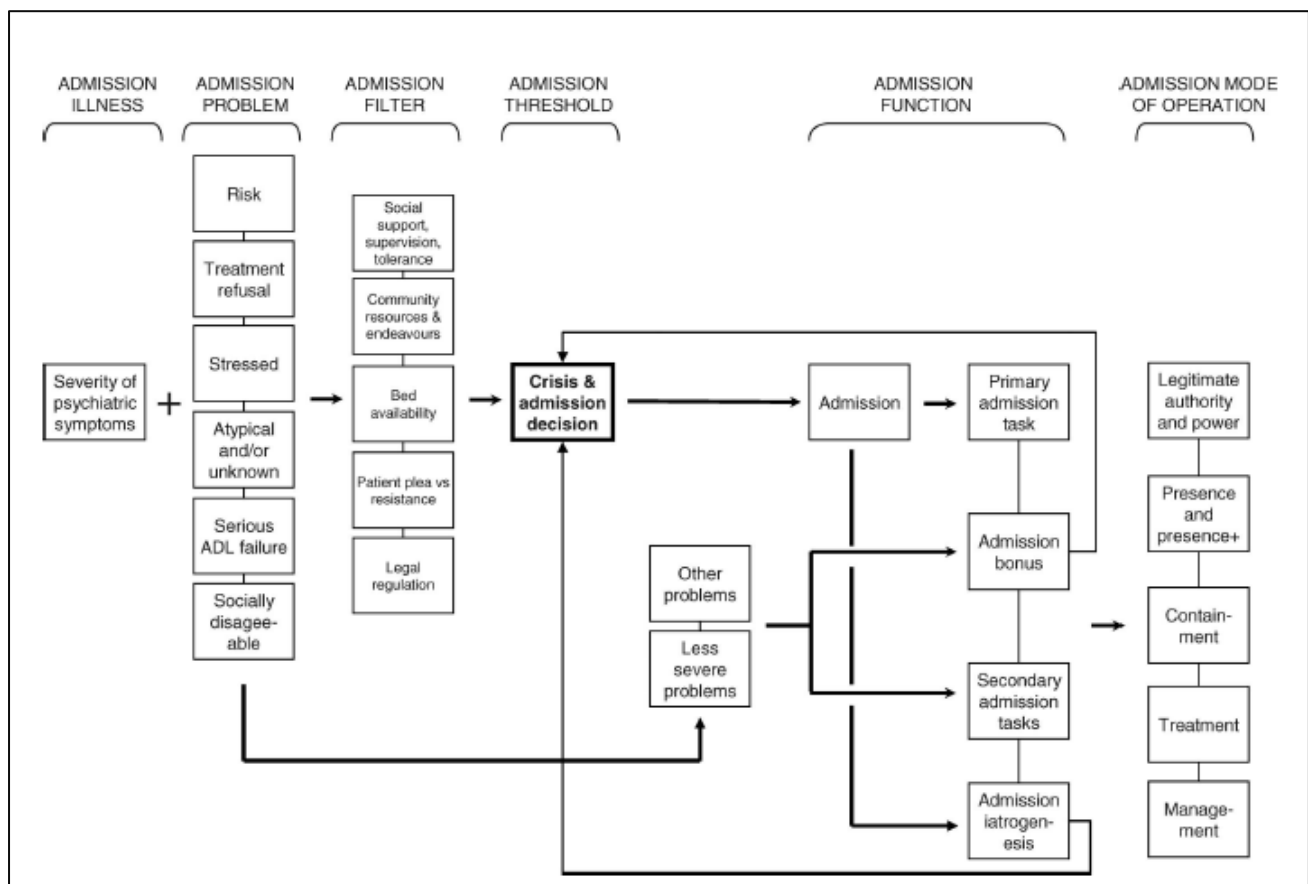 ADMISSION
ILLNESS
ADMISSION
PROBLEM
ADMISSION
FILTER
ADMISSION
THRESHOLD
ADMISSION
FUNCTION
ADMISSION MODE
OF OPERATION
Severity of
psychiatric
symptoms
+
Risk
Treatment
refusal
Stressed
Atypical
and/or
unknown
Serious
ADL failure
Socially
disagee-
able
Social
support,
supervision,
tolerance
Community
resources &
endeavours
Bed
availability
Patient plea vs
resistance
Legal
regulation
Crisis &
admission
decision
Other
problems
Less
severe
problems
Admission
Primary
admission
task
Admission
bonus
Secondary
admission
tasks
Admission
iatrogen-
esis
Legitimate
authority
and power
Presence
and
presence+
Contain-
ment
Treatment
Manage-
ment